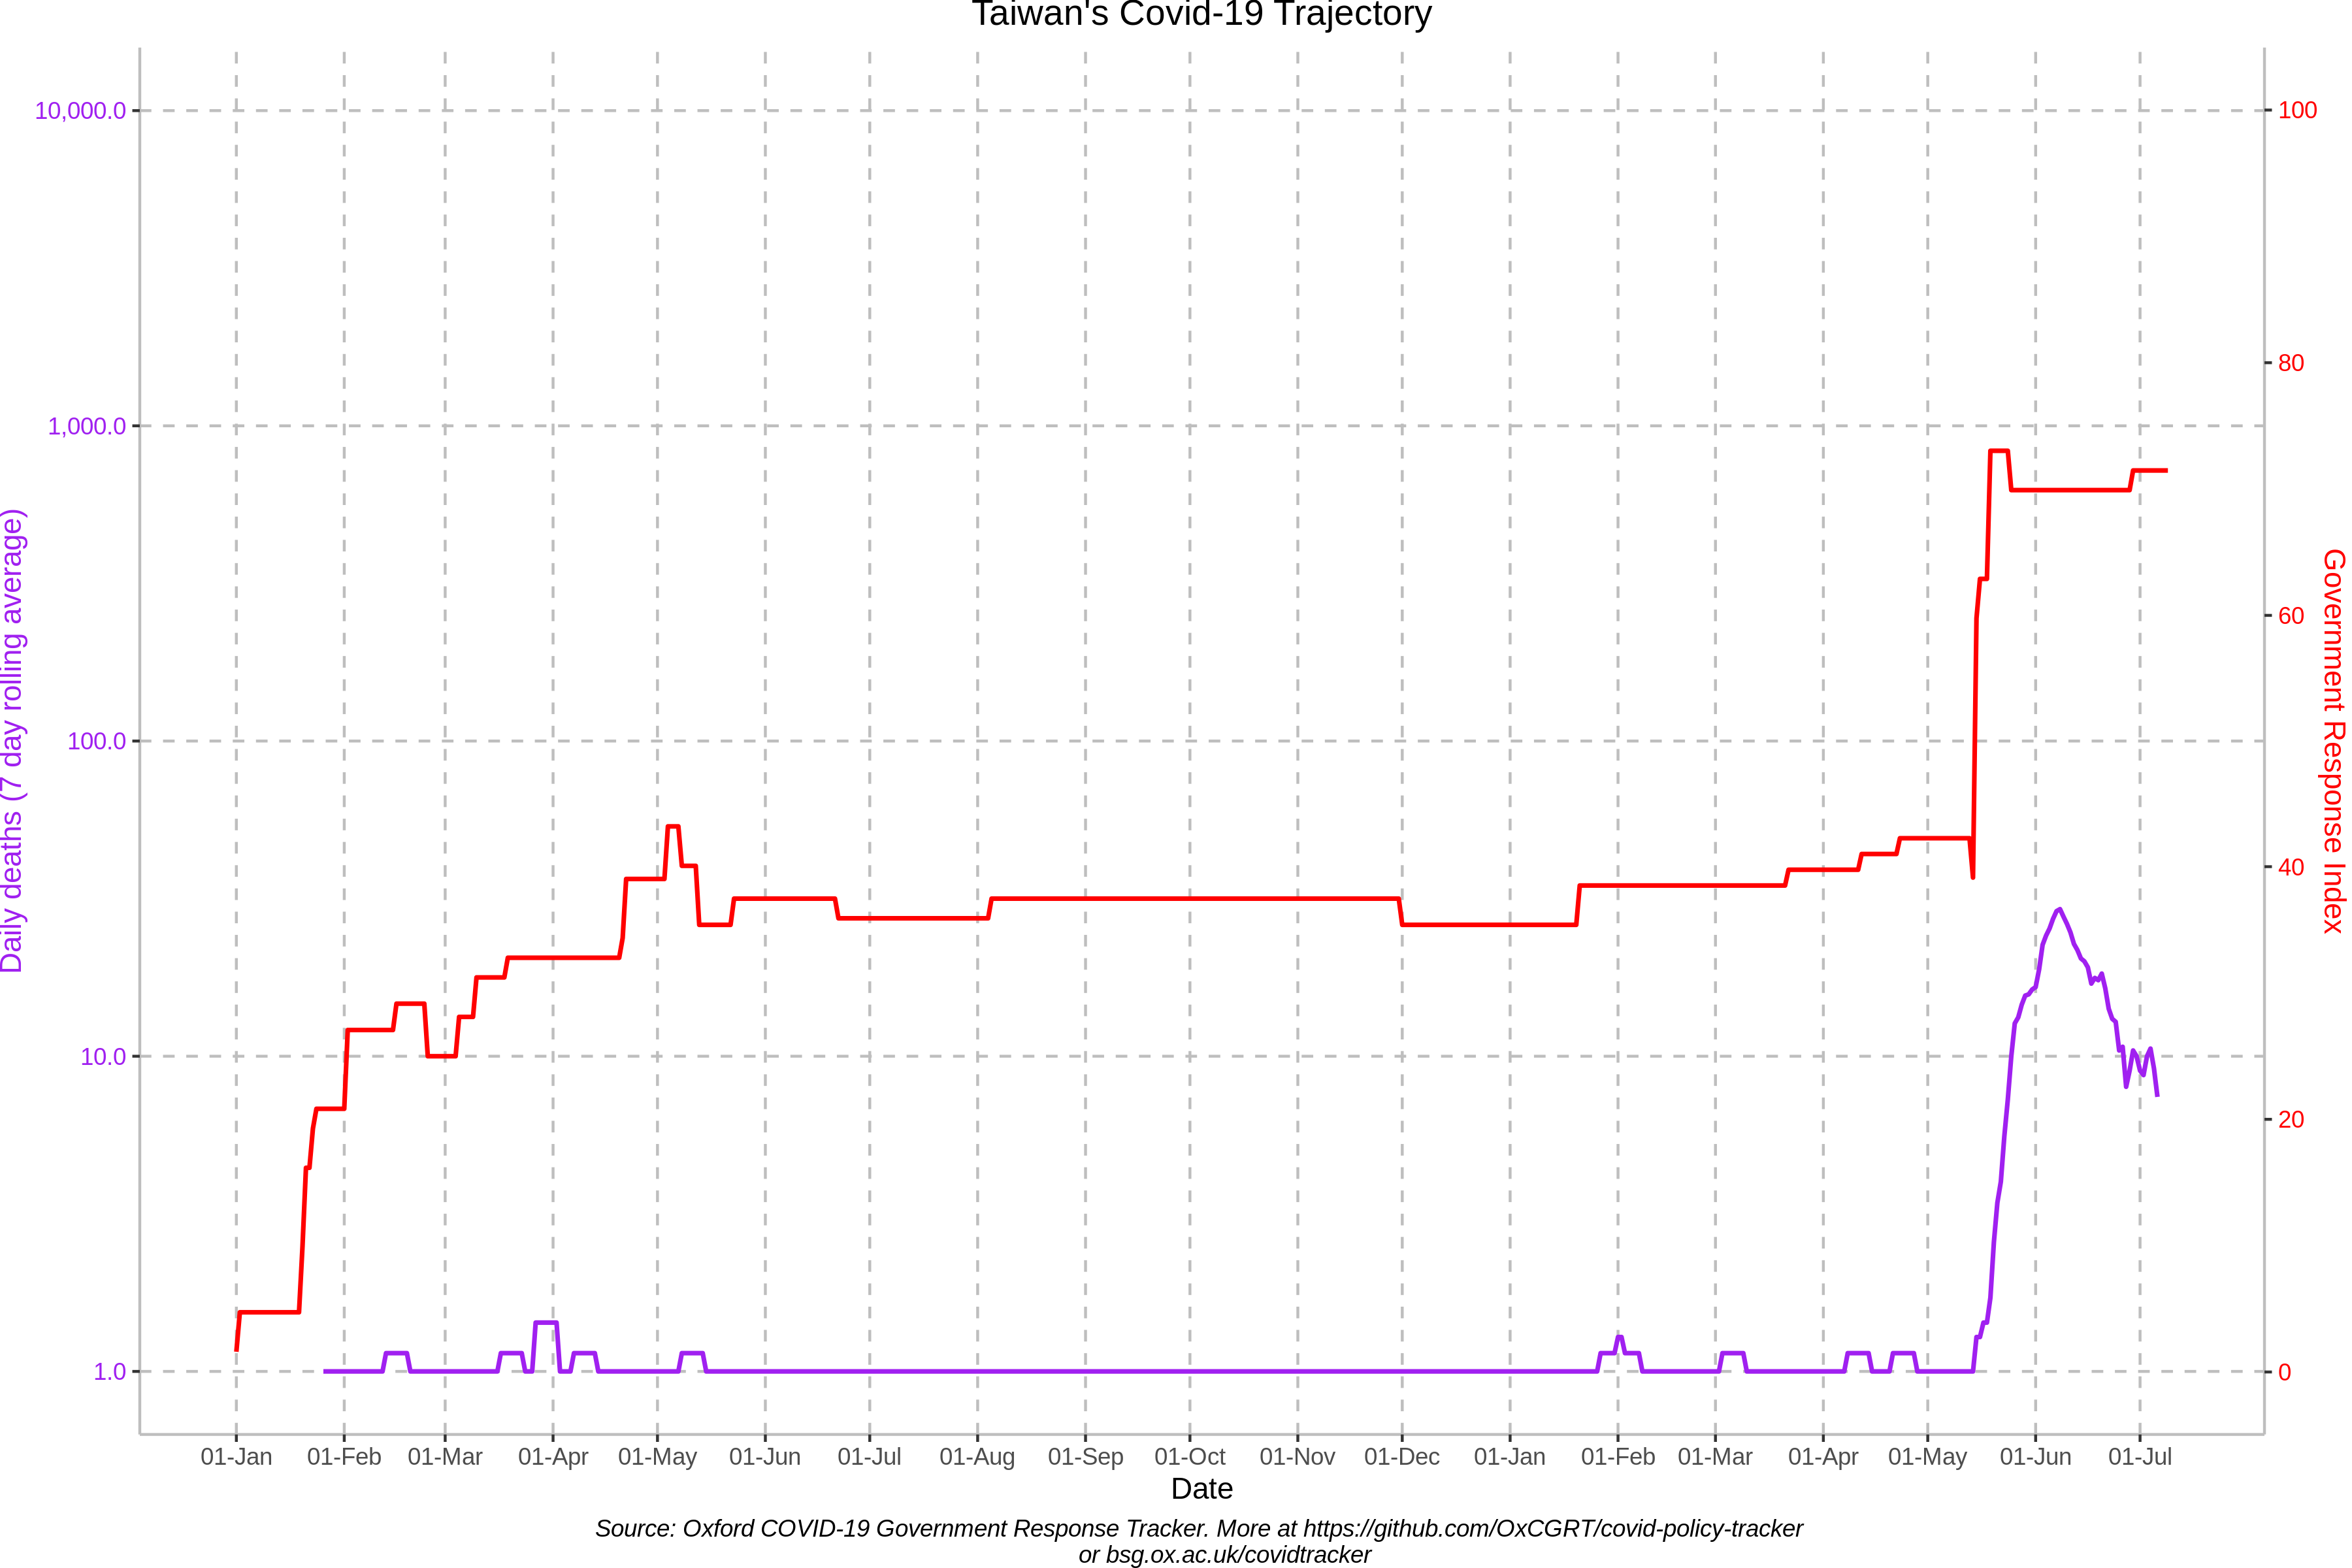 Taiwan's Covid-19 Trajectory
10,000.0
1,000.0
100.0
10.0
1.0
Daily deaths (7 day rolling average)
100
80
60
40
20
0
Government Response Index
01-Jan 01-Feb 01-Mar 01-Apr 01-May 01-Jun 01-Jul 01-Aug 01-Sep 01-Oct 01-Nov 01-Dec 01-Jan 01-Feb 01-Mar 01-Apr 01-May 01-Jun 01-Jul
Date
Source: Oxford COVID-19 Government Response Tracker. More at https://github.com/OxCGRT/covid-policy-tracker
or bsg.ox.ac.uk/covidtracker